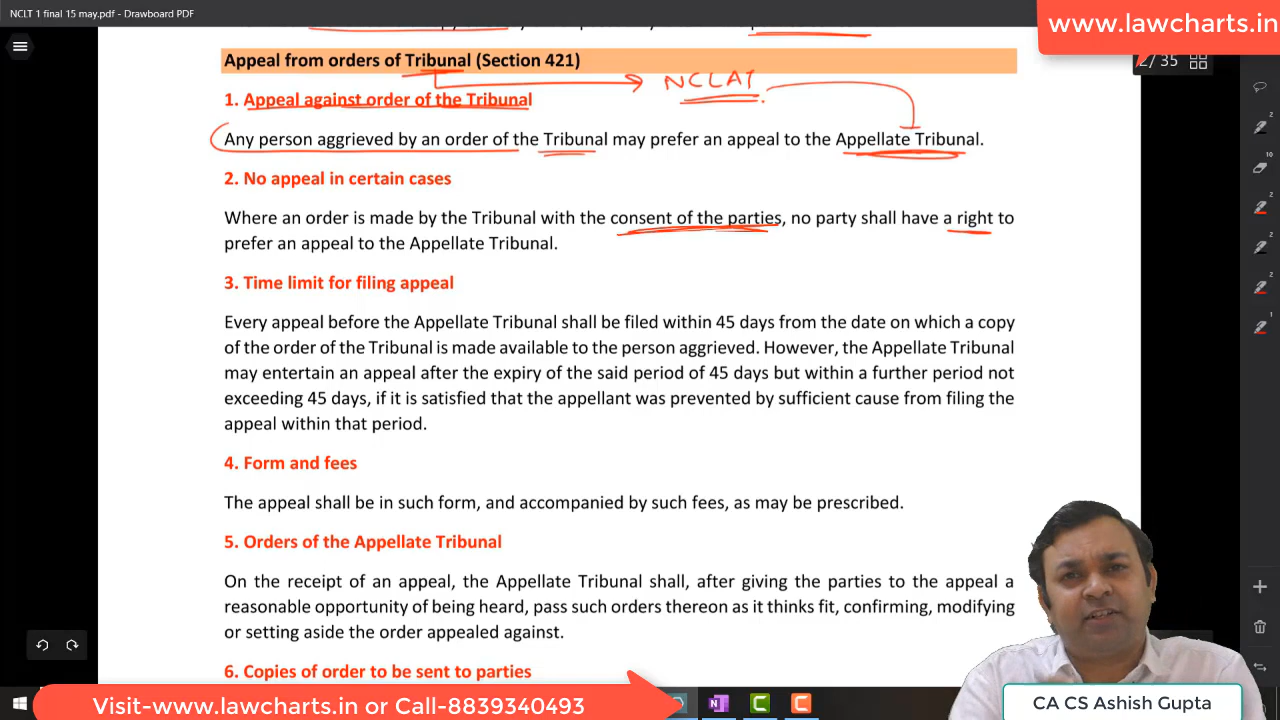 NCLT 1 final 15 may.pdf - Drawboard PDF
www.lawcharts.in
/ 35
Appeal from orders of Tribunal (Section 421)
NCLAT
1. Appeal against order of the Tribunal
Any person aggrieved by an order of the Tribunal may prefer an appeal to the Appellate Tribunal.
2. No appeal in certain cases
Where an order is made by the Tribunal with the consent of the parties, no party shall have a right to
prefer an appeal to the Appellate Tribunal.
3. Time limit for filing appeal
Every appeal before the Appellate Tribunal shall be filed within 45 days from the date on which a copy
of the order of the Tribunal is made available to the person aggrieved. However, the Appellate Tribunal
may entertain an appeal after the expiry of the said period of 45 days but within a further period not
exceeding 45 days, if it is satisfied that the appellant was prevented by sufficient cause from filing the
appeal within that period.
4. Form and fees
The appeal shall be in such form, and accompanied by such fees, as may be prescribed.
5. Orders of the Appellate Tribunal
On the receipt of an appeal, the Appellate Tribunal shall, after giving the parties to the appeal a
reasonable opportunity of being heard, pass such orders thereon as it thinks fit, confirming, modifying
or setting aside the order appealed against.
6. Copies of order to be sent to parties
2
10
2
2
2
1
Visit-www.lawcharts.in or Call-8839340493
CA CS Ashish Gupta